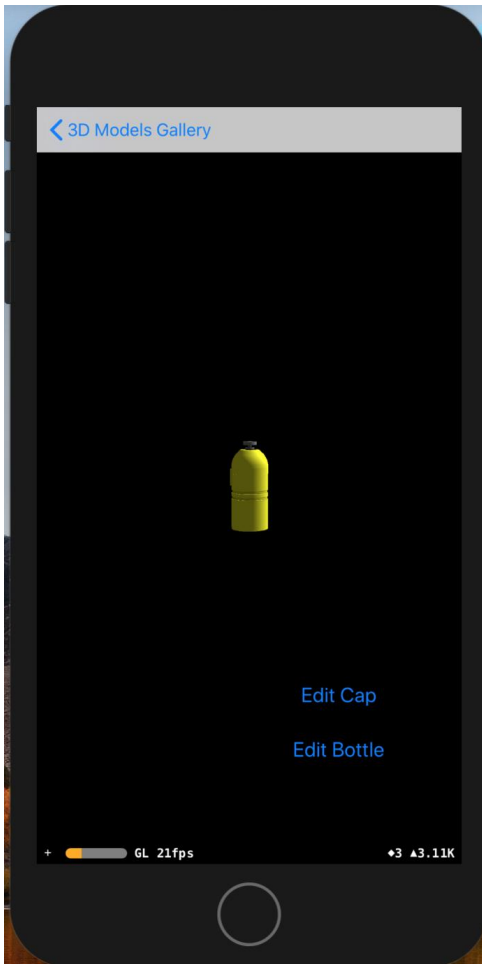 3D Models Gallery
Edit Cap
Edit Bottle
+ GL 21fps ◆3 ▲3.11K